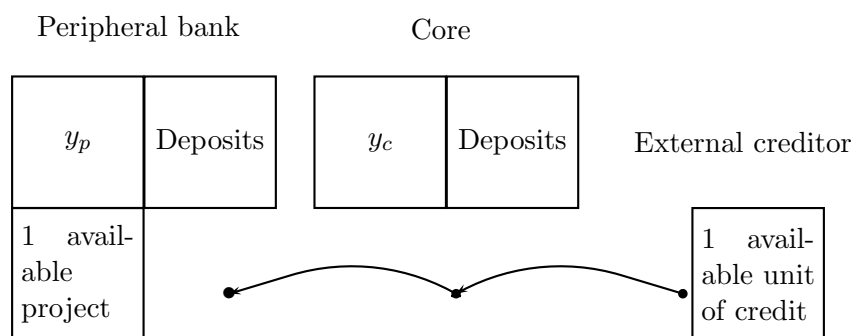 Peripheral bank
Core
y_p
Deposits
y_c
Deposits
External creditor
1 avail-
able
project
1 avail-
able unit
of credit